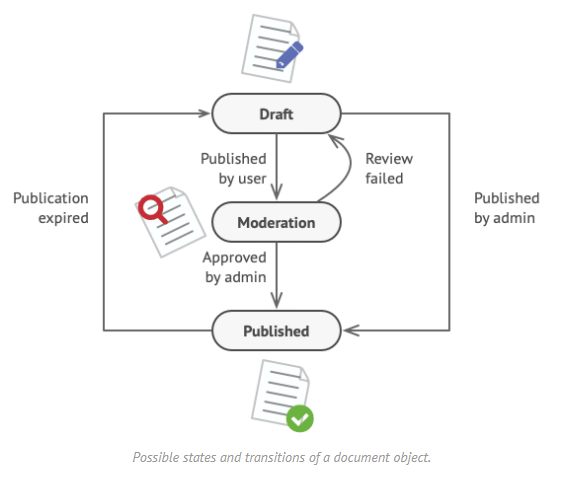 Draft
Published
by user
Review
failed
Publication
expired
Published
by admin
Moderation
Approved
by admin
Published
Possible states and transitions of a document object.